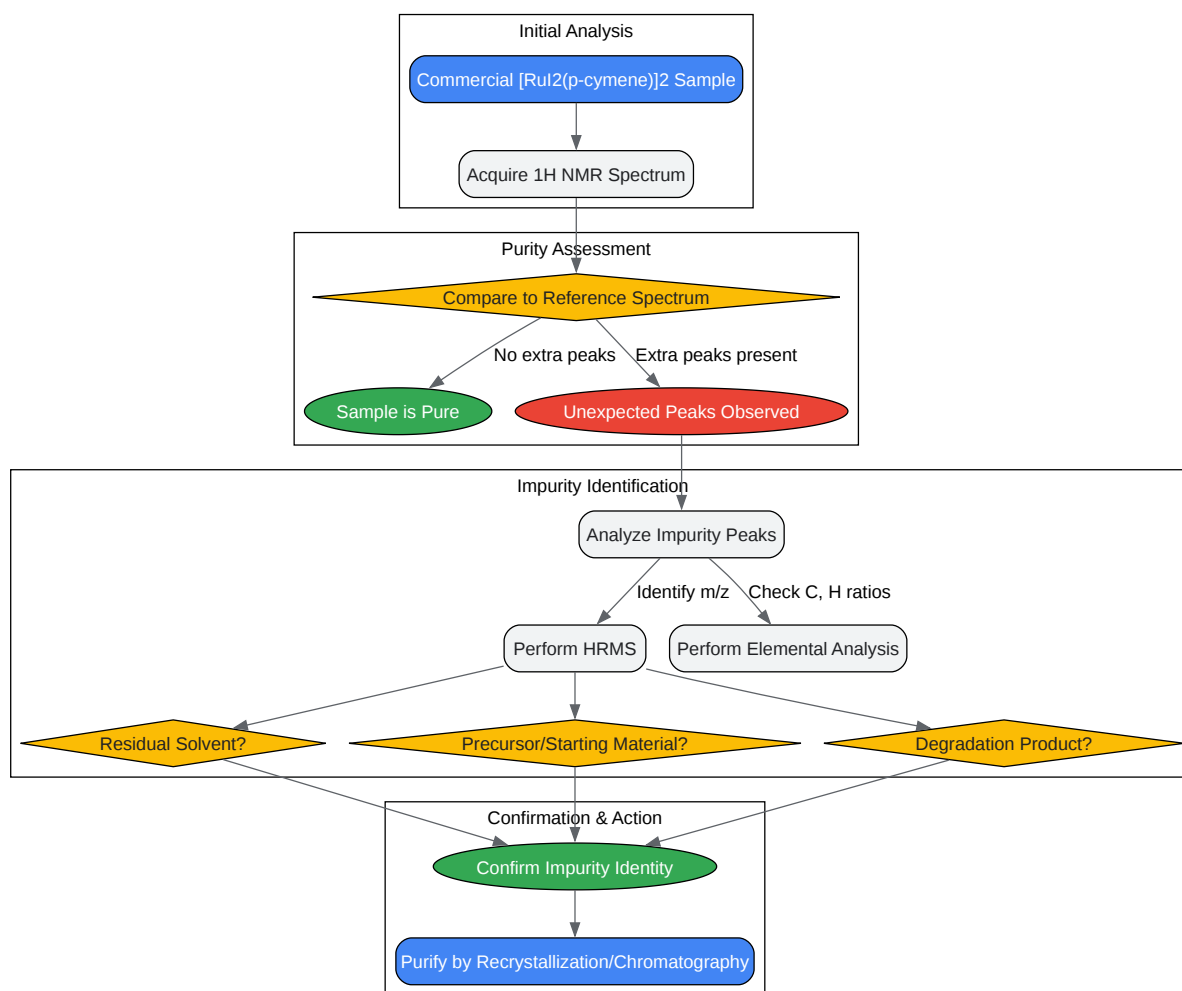 Initial Analysis
Commercial [RuI2(p-cymene)]2 Sample
Acquire 1H NMR Spectrum
Purity Assessment
Compare to Reference Spectrum
No extra peaks
Extra peaks present
Sample is Pure
Unexpected Peaks Observed
Impurity Identification
Analyze Impurity Peaks
Identify m/z
Check C, H ratios
Perform HRMS
Perform Elemental Analysis
Residual Solvent?
Precursor/Starting Material?
Degradation Product?
Confirmation & Action
Confirm Impurity Identity
Purify by Recrystallization/Chromatography